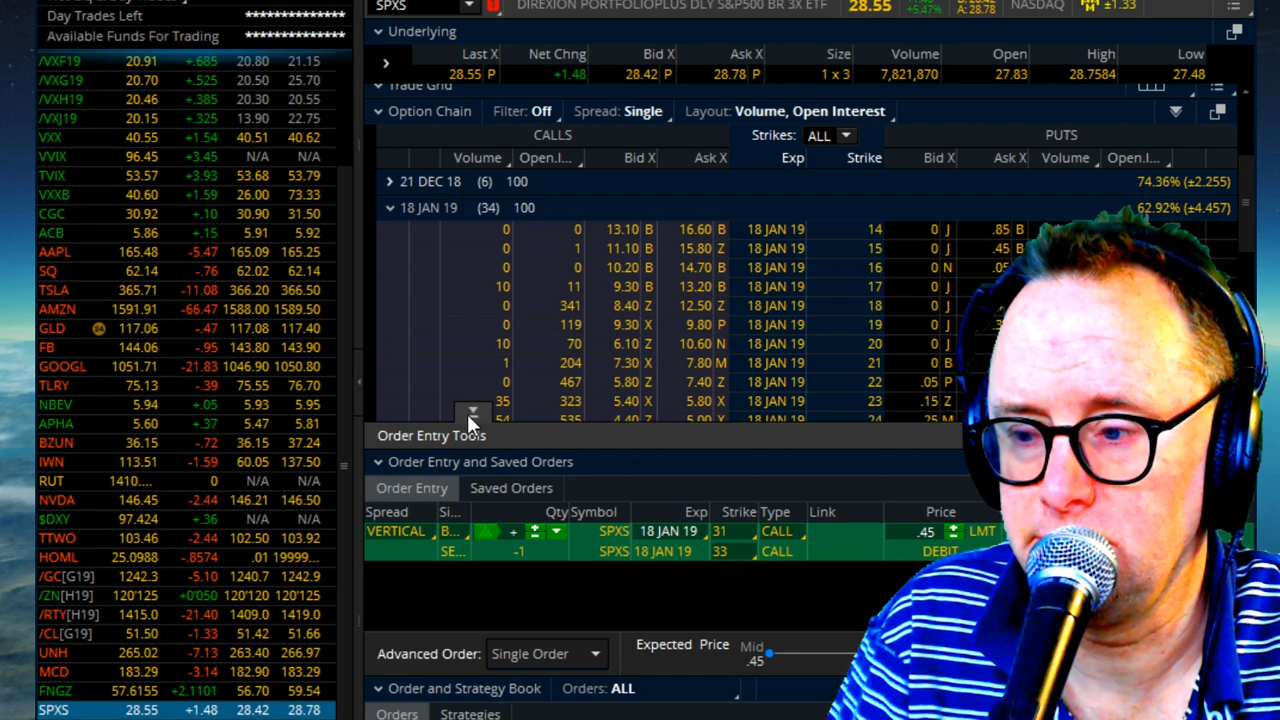 Day Trades Left **************
Available Funds For Trading **************
/VXF19 20.91 +.685 20.80 21.15
/VXG19 20.70 +.525 20.50 25.70
/VXH19 20.46 +.385 20.30 20.55
/VXJ19 20.15 +.325 13.90 22.75
VXX 40.55 +1.54 40.51 40.62
VVIX 96.45 +3.45 N/A N/A
TVIX 53.57 +3.93 53.68 53.79
VXXB 40.60 +1.59 26.00 73.33
CGC 30.92 +.10 30.90 31.50
ACB 5.86 +.15 5.91 5.92
AAPL 165.48 -5.47 165.09 165.25
SQ 62.14 -.76 62.02 62.14
TSLA 365.71 -11.08 366.20 366.50
AMZN 1591.91 -66.47 1588.00 1589.50
GLD 24 117.06 -.47 117.08 117.40
FB 144.06 -.95 143.80 143.90
GOOGL 1051.71 -21.83 1046.90 1050.80
TLRY 75.13 -.39 75.55 76.70
NBEV 5.94 +.05 5.93 5.95
APHA 5.60 +.37 5.47 5.81
BZUN 36.15 -.72 36.15 37.24
IWN 113.51 -1.59 60.05 137.50
RUT 1410.... 0 N/A N/A
NVDA 146.45 -2.44 146.21 146.50
$DXY 97.424 +.36 N/A N/A
TTWO 103.46 -2.44 102.50 103.92
HOML 25.0988 -.8574 .01 19999...
/GC[G19] 1242.3 -5.10 1240.7 1242.9
/ZN[H19] 120'125 +0'050 120'120 120'125
/RTY[H19] 1415.0 -21.40 1409.0 1419.0
/CL[G19] 51.50 -1.33 51.42 51.66
UNH 265.02 -7.13 263.40 266.97
MCD 183.29 -3.14 182.90 183.29
FNGZ 57.6155 +2.1101 56.70 59.54
SPXS 28.55 +1.48 28.42 28.78
SPXS DIREXION PORTFOLIOPLUS DLY S&P500 BR 3X ETF 28.55 +5.47% A: 28.78 NASDAQ ±1.33
Underlying
Last X Net Chng Bid X Ask X Size Volume Open High Low
28.55 P +1.48 28.42 P 28.78 P 1 x 3 7,821,870 27.83 28.7584 27.48
Trade Grid
Option Chain Filter: Off Spread: Single Layout: Volume, Open Interest
CALLS Strikes: ALL PUTS
Volume Open.I... Bid X Ask X Exp Strike Bid X Ask X Volume Open.I...
21 DEC 18 (6) 100 74.36% (±2.255)
18 JAN 19 (34) 100 62.92% (±4.457)
0 0 13.10 B 16.60 B 18 JAN 19 14 0 J .85 B
0 1 11.10 B 15.80 Z 18 JAN 19 15 0 J .45 B
0 0 10.20 B 14.70 B 18 JAN 19 16 0 N .05
10 11 9.30 B 13.20 B 18 JAN 19 17 0 J
0 341 8.40 Z 12.50 Z 18 JAN 19 18 0 J
0 119 9.30 X 9.80 P 18 JAN 19 19 0 J
10 70 6.10 Z 10.60 N 18 JAN 19 20 0 J
1 204 7.30 X 7.80 M 18 JAN 19 21 0 B
0 467 5.80 Z 7.40 Z 18 JAN 19 22 .05 P
35 323 5.40 X 5.80 X 18 JAN 19 23 .15 Z
54 535 4.40 Z 5.00 X 18 JAN 19 24 .25 M
Order Entry Tools
Order Entry and Saved Orders
Order Entry Saved Orders
Spread Si... Qty Symbol Exp Strike Type Link Price
VERTICAL B... + SPXS 18 JAN 19 31 CALL .45 LMT
SE... -1 SPXS 18 JAN 19 33 CALL DEBIT
Advanced Order: Single Order Expected Price Mid
.45
Order and Strategy Book Orders: ALL
Orders Strategies